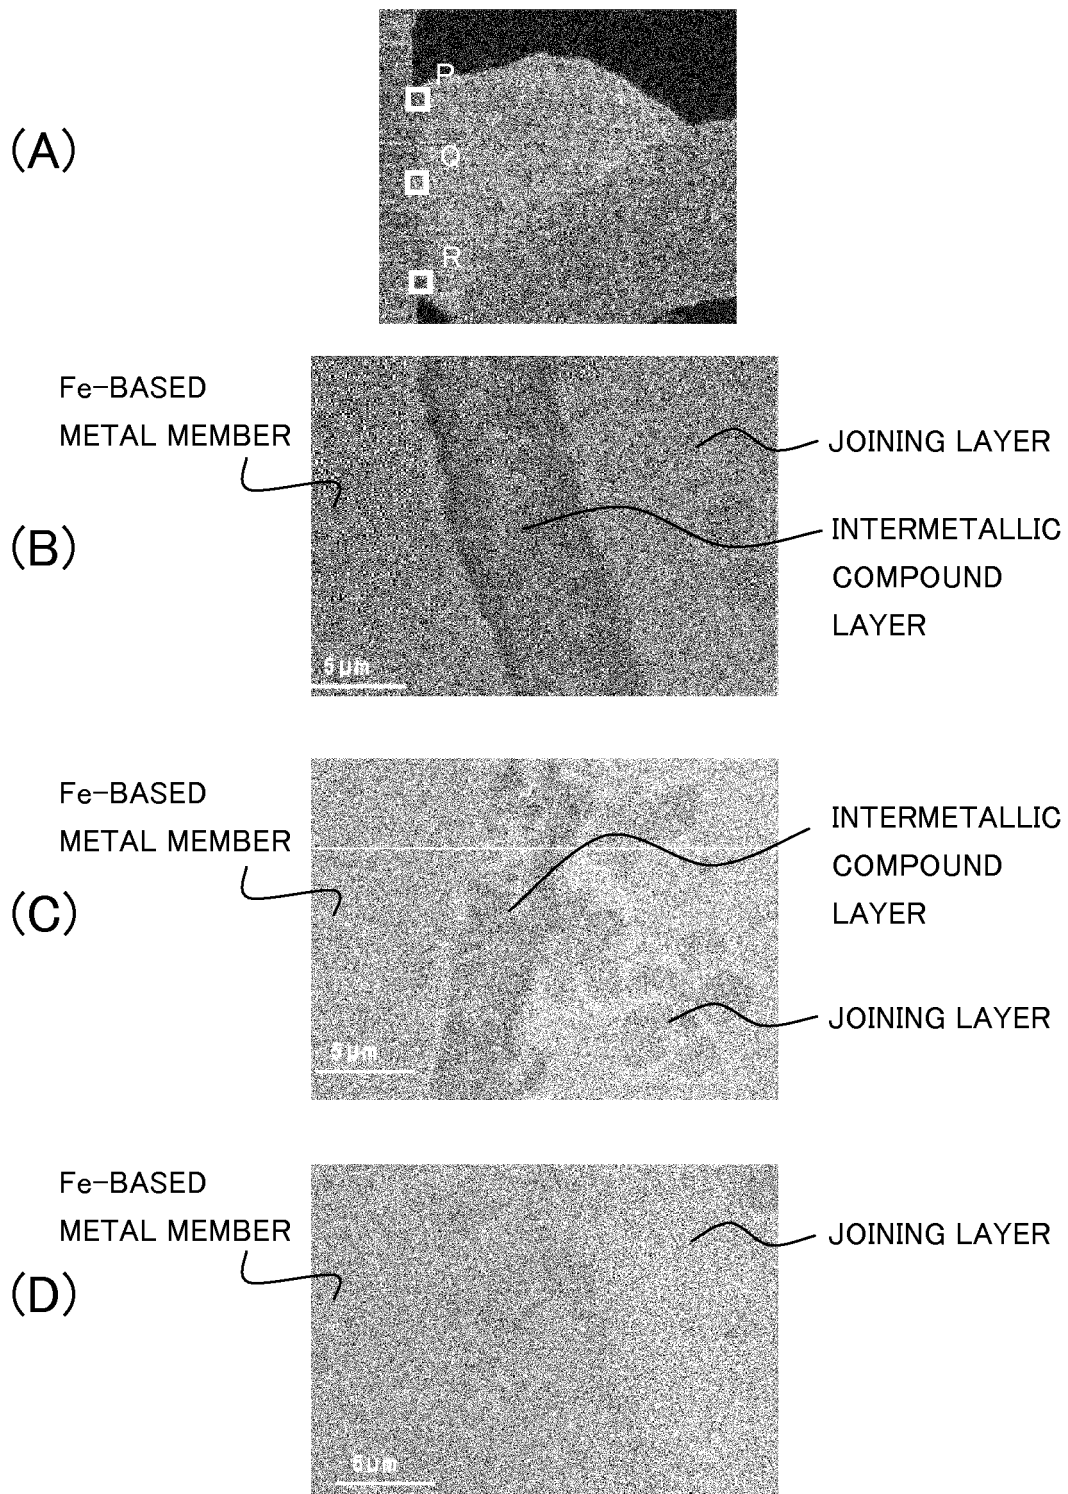 (A)
P
Q
R
Fe-BASED
METAL MEMBER
JOINING LAYER
(B)
INTERMETALLIC
COMPOUND
LAYER
5μm
Fe-BASED
METAL MEMBER
INTERMETALLIC
COMPOUND
LAYER
(C)
JOINING LAYER
5μm
Fe-BASED
METAL MEMBER
JOINING LAYER
(D)
5μm